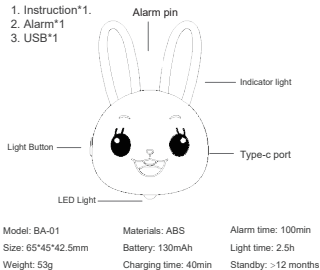 1. Instruction*1.
2. Alarm*1
3. USB*1
Alarm pin
Indicator light
Light Button
Type-c port
LED Light
Model: BA-01
Materials: ABS
Alarm time: 100min
Size: 65*45*42.5mm
Battery: 130mAh
Light time: 2.5h
Weight: 53g
Charging time: 40min
Standby: >12 months